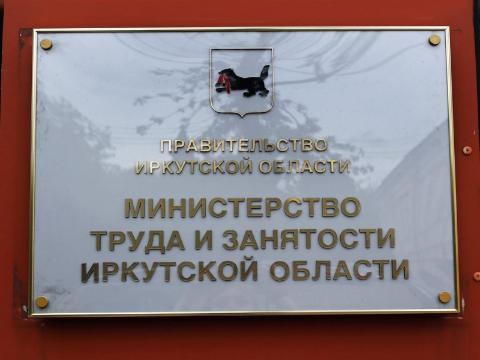 ПРАВИТЕЛЬСТВО
ИРКУТСКОЙ ОБЛАСТИ
МИНИСТЕРСТВО
ТРУДА И ЗАНЯТОСТИ
ИРКУТСКОЙ ОБЛАСТИ